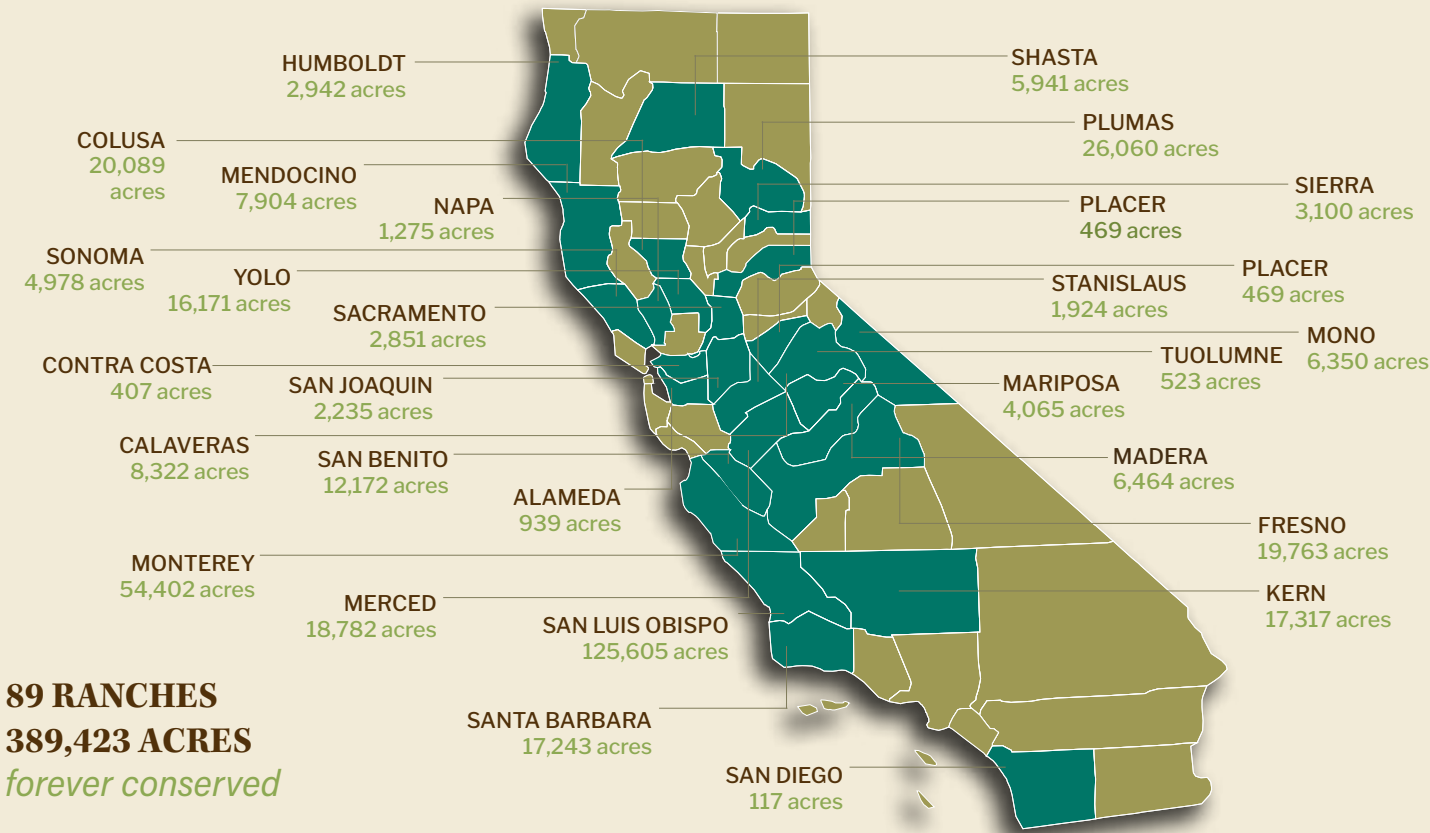 HUMBOLDT
2,942 acres
COLUSA
20,089
acres
MENDOCINO
7,904 acres
NAPA
1,275 acres
SONOMA
4,978 acres
YOLO
16,171 acres
SACRAMENTO
2,851 acres
CONTRA COSTA
407 acres
SAN JOAQUIN
2,235 acres
CALAVERAS
8,322 acres
SAN BENITO
12,172 acres
ALAMEDA
939 acres
MONTEREY
54,402 acres
MERCED
18,782 acres
SAN LUIS OBISPO
125,605 acres
SANTA BARBARA
17,243 acres
SAN DIEGO
117 acres
SHASTA
5,941 acres
PLUMAS
26,060 acres
SIERRA
3,100 acres
PLACER
469 acres
PLACER
469 acres
STANISLAUS
1,924 acres
MONO
6,350 acres
TUOLUMNE
523 acres
MARIPOSA
4,065 acres
MADERA
6,464 acres
FRESNO
19,763 acres
KERN
17,317 acres
89 RANCHES
389,423 ACRES
forever conserved